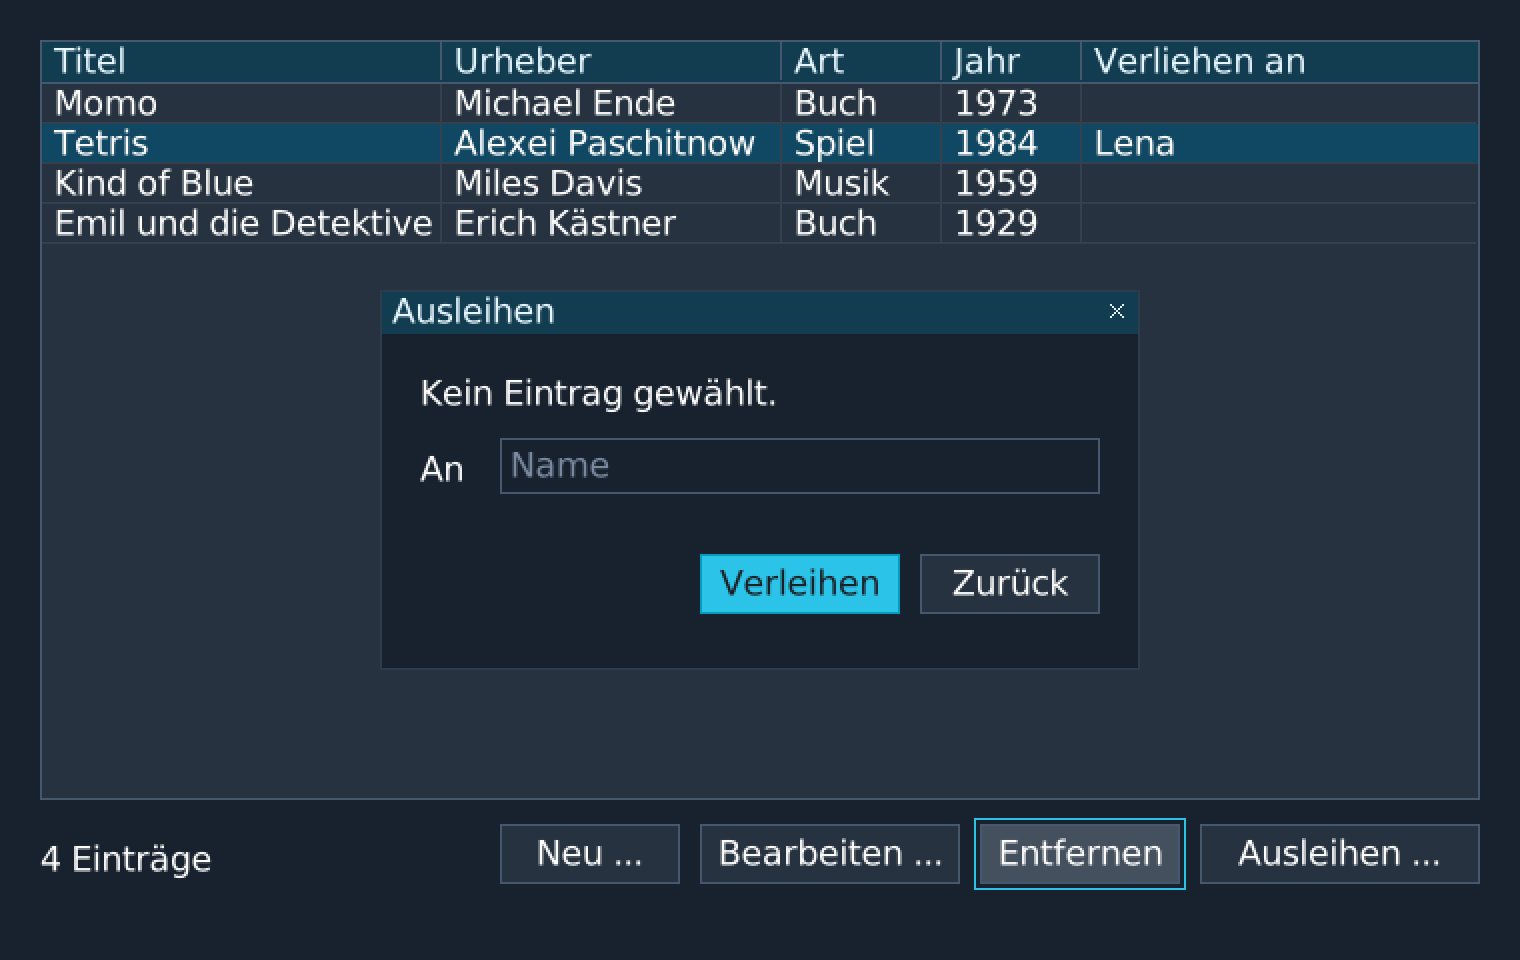 Titel Urheber Art Jahr Verliehen an
Momo Michael Ende Buch 1973
Tetris Alexei Paschitnow Spiel 1984 Lena
Kind of Blue Miles Davis Musik 1959
Emil und die Detektive Erich Kästner Buch 1929
Ausleihen
Kein Eintrag gewählt.
An Name
Verleihen Zurück
4 Einträge Neu ... Bearbeiten ... Entfernen Ausleihen ...